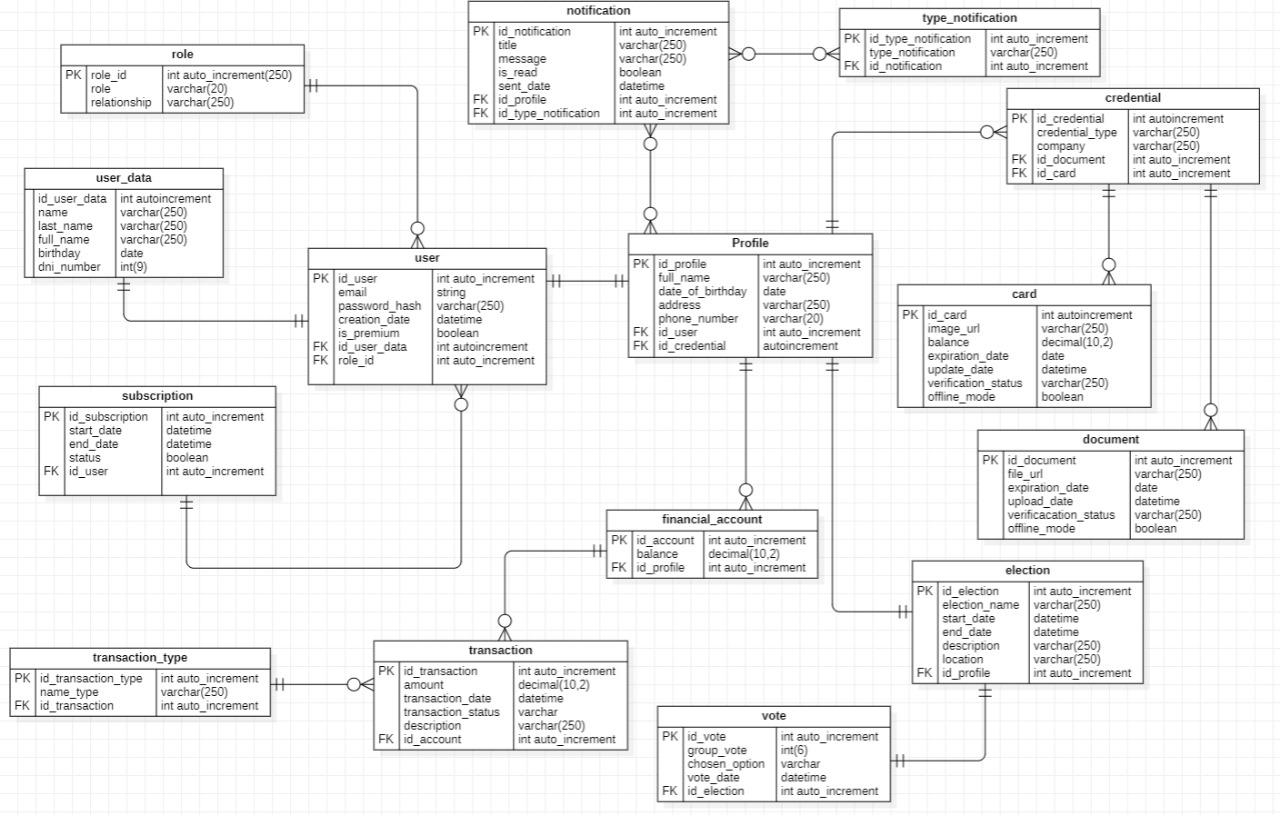 notification
PK id_notification int auto_increment
title varchar(250)
message varchar(250)
is_read boolean
sent_date datetime
FK id_profile int auto_increment
FK id_type_notification int auto_increment
type_notification
PK id_type_notification int auto_increment
type_notification varchar(250)
FK id_notification int auto_increment
role
PK role_id int auto_increment(250)
role varchar(20)
relationship varchar(250)
credential
PK id_credential int autoincrement
credential_type varchar(250)
company varchar(250)
FK id_document int auto_increment
FK id_card int auto_increment
user_data
id_user_data int autoincrement
name varchar(250)
last_name varchar(250)
full_name varchar(250)
birthday date
dni_number int(9)
user
PK id_user int auto_increment
email string
password_hash varchar(250)
creation_date datetime
is_premium boolean
FK id_user_data int autoincrement
FK role_id int auto_increment
Profile
PK id_profile int auto_increment
full_name varchar(250)
date_of_birthday date
address varchar(250)
phone_number varchar(20)
FK id_user int auto_increment
FK id_credential autoincrement
card
PK id_card int autoincrement
image_url varchar(250)
balance decimal(10,2)
expiration_date date
update_date datetime
verification_status varchar(250)
offline_mode boolean
subscription
PK id_subscription int auto_increment
start_date datetime
end_date datetime
status boolean
FK id_user int auto_increment
document
PK id_document int auto_increment
file_url varchar(250)
expiration_date date
upload_date datetime
verificacation_status varchar(250)
offline_mode boolean
financial_account
PK id_account int auto_increment
balance decimal(10,2)
FK id_profile int auto_increment
election
PK id_election int auto_increment
election_name varchar(250)
start_date datetime
end_date datetime
description varchar(250)
location varchar(250)
FK id_profile int auto_increment
transaction_type
PK id_transaction_type int auto_increment
name_type varchar(250)
FK id_transaction int auto_increment
transaction
PK id_transaction int auto_increment
amount decimal(10,2)
transaction_date datetime
transaction_status varchar
description varchar(250)
FK id_account int auto_increment
vote
PK id_vote int auto_increment
group_vote int(6)
chosen_option varchar
vote_date datetime
FK id_election int auto_increment